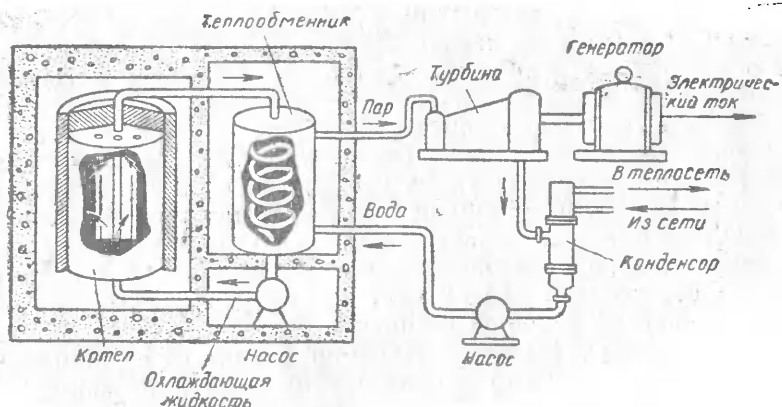 Теплообменник
Генератор
Турбина
Электричес-
кий ток
Пар
В теплосеть
Вода
Из сети
Конденсор
Котел
Насос
Насос
Охлаждающая
жидкость